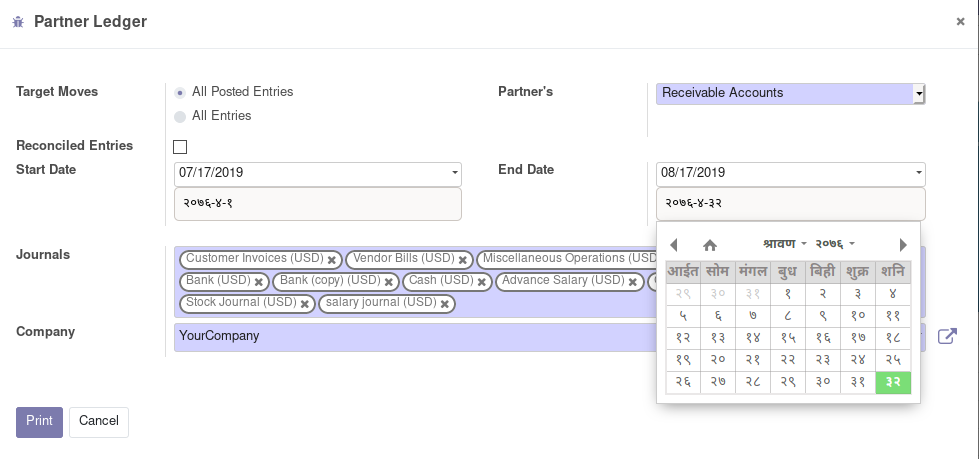 Partner Ledger ×
Target Moves All Posted Entries Partner's Receivable Accounts
All Entries
Reconciled Entries
Start Date 07/17/2019 End Date 08/17/2019
२०७६-४-१ २०७६-४-३२
श्रावण २०७६
Journals Customer Invoices (USD) × Vendor Bills (USD) × Miscellaneous Operations (USD
आईत सोम मंगल बुध बिही शुक्र शनि
Bank (USD) × Bank (copy) (USD) × Cash (USD) × Advance Salary (USD) ×
२९ ३० ३१ १ २ ३ ४
Stock Journal (USD) × salary journal (USD) ×
५ ६ ७ ८ ९ १० ११
Company YourCompany
१२ १३ १४ १५ १६ १७ १८
१९ २० २१ २२ २३ २४ २५
२६ २७ २८ २९ ३० ३१ ३२
Print Cancel